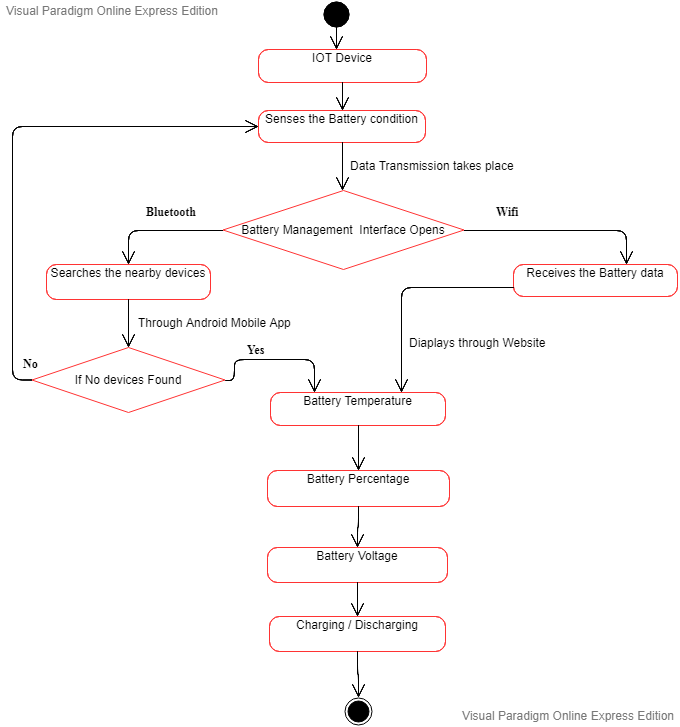 Visual Paradigm Online Express Edition
IOT Device
Senses the Battery condition
Data Transmission takes place
Bluetooth
Wifi
Battery Management  Interface Opens
Searches the nearby devices
Receives the Battery data
Through Android Mobile App
Diaplays through Website
No
Yes
If No devices Found
Battery Temperature
Battery Percentage
Battery Voltage
Charging / Discharging
Visual Paradigm Online Express Edition